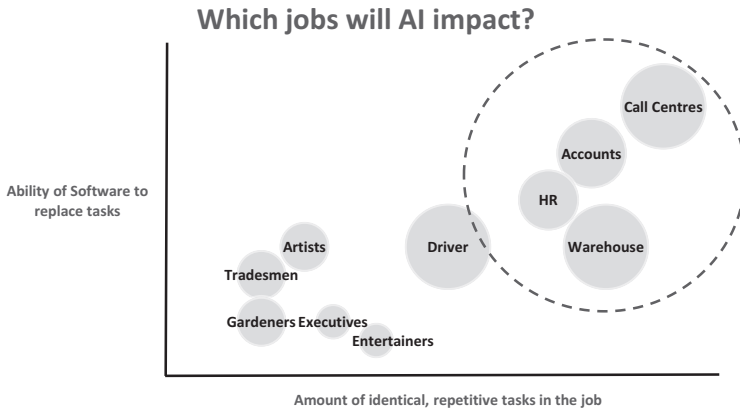 Which jobs will AI impact?
Call Centres
Accounts
Ability of Software to
replace tasks
HR
Artists
Driver
Warehouse
Tradesmen
Gardeners
Executives
Entertainers
Amount of identical, repetitive tasks in the job